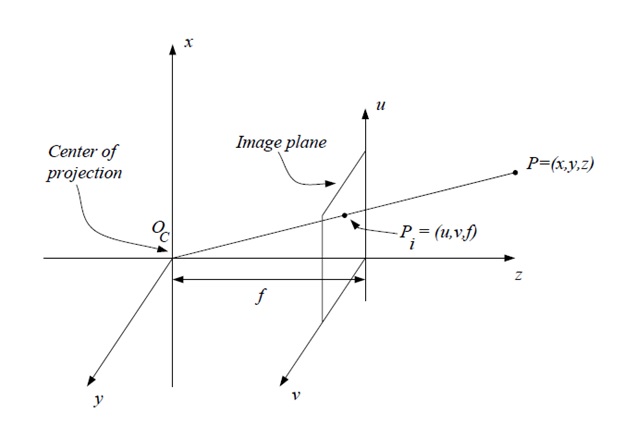 x
u
Center of
projection
Image plane
P=(x,y,z)
O_C
P_i = (u,v,f)
z
f
y
v